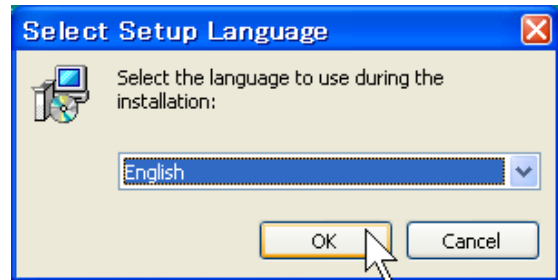 Select Setup Language
Select the language to use during the
installation:
English
OK
Cancel